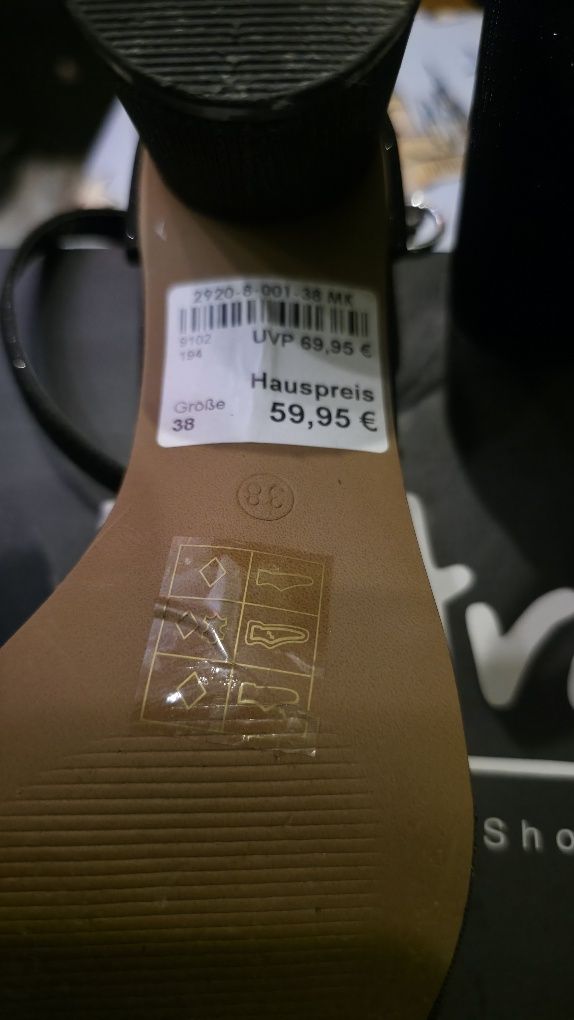 2920-8-001-38 MK
9102 UVP 69,95 €
194
Hauspreis
Größe 59,95 €
38
38
Sho